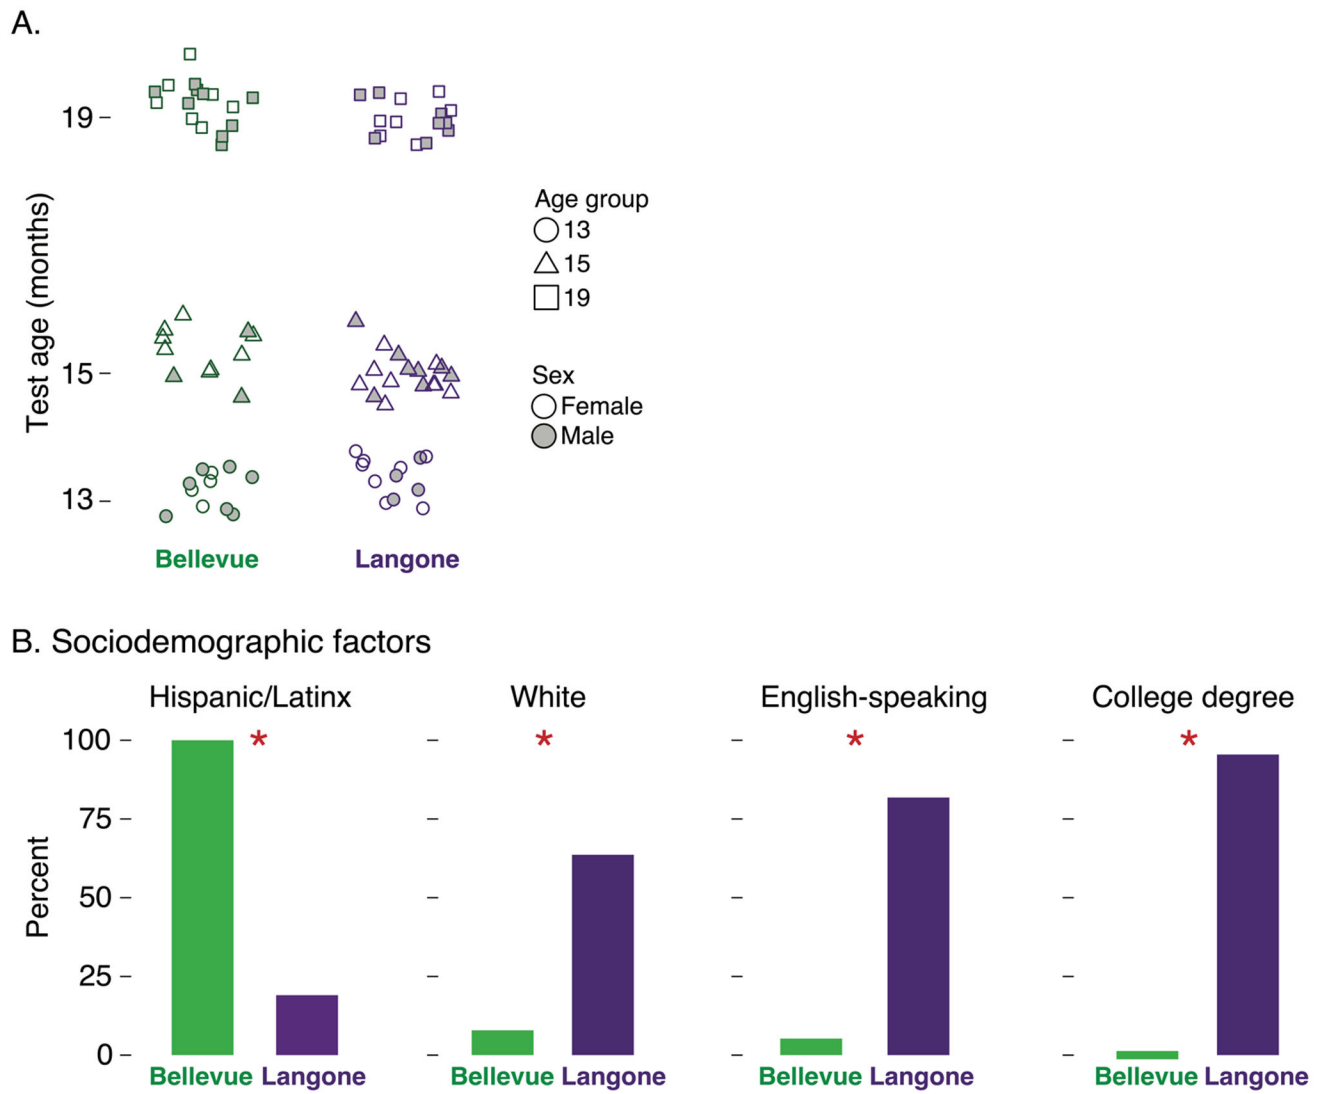 A.
19
15
13
Test age (months)
Bellevue Langone
Age group
13
15
19
Sex
Female
Male
B. Sociodemographic factors
Hispanic/Latinx White English-speaking College degree
* * * *
100
75
50
25
0
Percent
Bellevue Langone Bellevue Langone Bellevue Langone Bellevue Langone